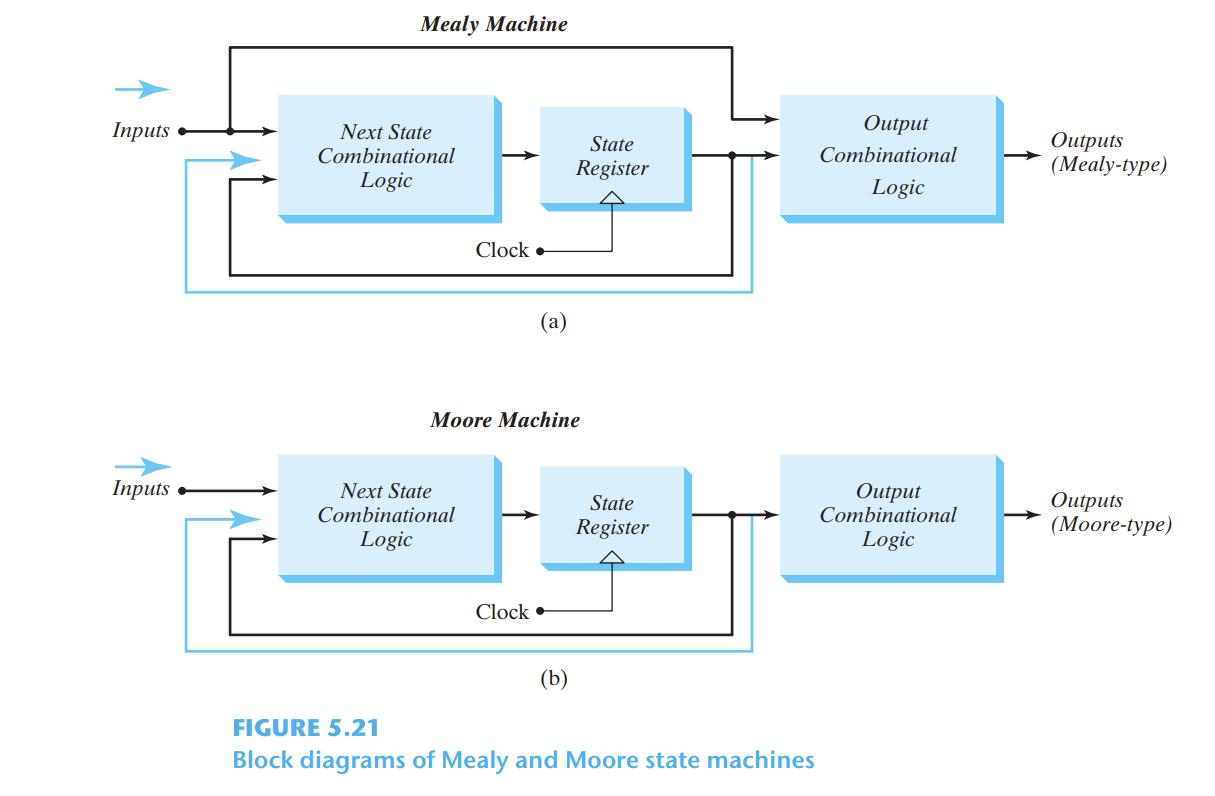 Mealy Machine
Inputs
Next State
Combinational
Logic
State
Register
Output
Combinational
Logic
Outputs
(Mealy-type)
Clock
(a)
Moore Machine
Inputs
Next State
Combinational
Logic
State
Register
Output
Combinational
Logic
Outputs
(Moore-type)
Clock
(b)
FIGURE 5.21
Block diagrams of Mealy and Moore state machines